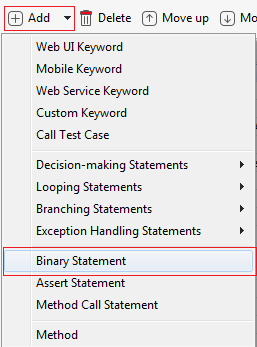 Add Delete Move up Mo
Web UI Keyword
Mobile Keyword
Web Service Keyword
Custom Keyword
Call Test Case
Decision-making Statements
Looping Statements
Branching Statements
Exception Handling Statements
Binary Statement
Assert Statement
Method Call Statement
Method